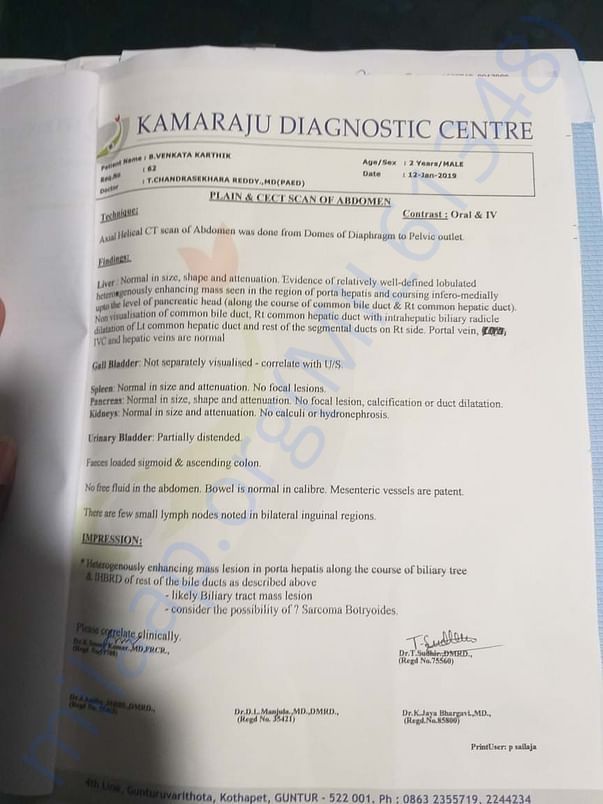 KAMARAJU DIAGNOSTIC CENTRE
Patient Name : B.VENKATA KARTHIK
Age/Sex : 2 Years/MALE
Reg.No : 62
Date : 12-Jan-2019
Doctor : T.CHANDRASEKHARA REDDY.,MD(PAED)
PLAIN & CECT SCAN OF ABDOMEN
Technique:
Contrast : Oral & IV
Axial Helical CT scan of Abdomen was done from Domes of Diaphragm to Pelvic outlet.
Findings:
Liver: Normal in size, shape and attenuation. Evidence of relatively well-defined lobulated
heterogenously enhancing mass seen in the region of porta hepatis and coursing infero-medially
upto the level of pancreatic head (along the course of common bile duct & Rt common hepatic duct).
Non visualisation of common bile duct, Rt common hepatic duct with intrahepatic biliary radicle
dilatation of Lt common hepatic duct and rest of the segmental ducts on Rt side. Portal vein,
IVC and hepatic veins are normal
Gall Bladder: Not separately visualised - correlate with U/S.
Spleen: Normal in size and attenuation. No focal lesions.
Pancreas: Normal in size, shape and attenuation. No focal lesion, calcification or duct dilatation.
Kidneys: Normal in size and attenuation. No calculi or hydronephrosis.
Urinary Bladder: Partially distended.
Faeces loaded sigmoid & ascending colon.
No free fluid in the abdomen. Bowel is normal in calibre. Mesenteric vessels are patent.
There are few small lymph nodes noted in bilateral inguinal regions.
IMPRESSION:
* Heterogenously enhancing mass lesion in porta hepatis along the course of biliary tree
& IHBRD of rest of the bile ducts as described above
- likely Biliary tract mass lesion
- consider the possibility of ? Sarcoma Botryoides.
Please correlate clinically.
Kumar.,MD,FRCR.,
T. Sudhir
Dr.T.Sudhir.,DMRD.,
(Regd No.75560)
Dr.D.L.Manjula.,MD.,DMRD.,
(Regd No. 35421)
Dr.K.Jaya Bhargavi.,MD.,
(Regd.No.85800)
PrintUser: p sailaja
4th Line, Gunturuvarithota, Kothapet, GUNTUR - 522 001. Ph : 0863 2355719, 2244234
milaap.org(MIL61348)